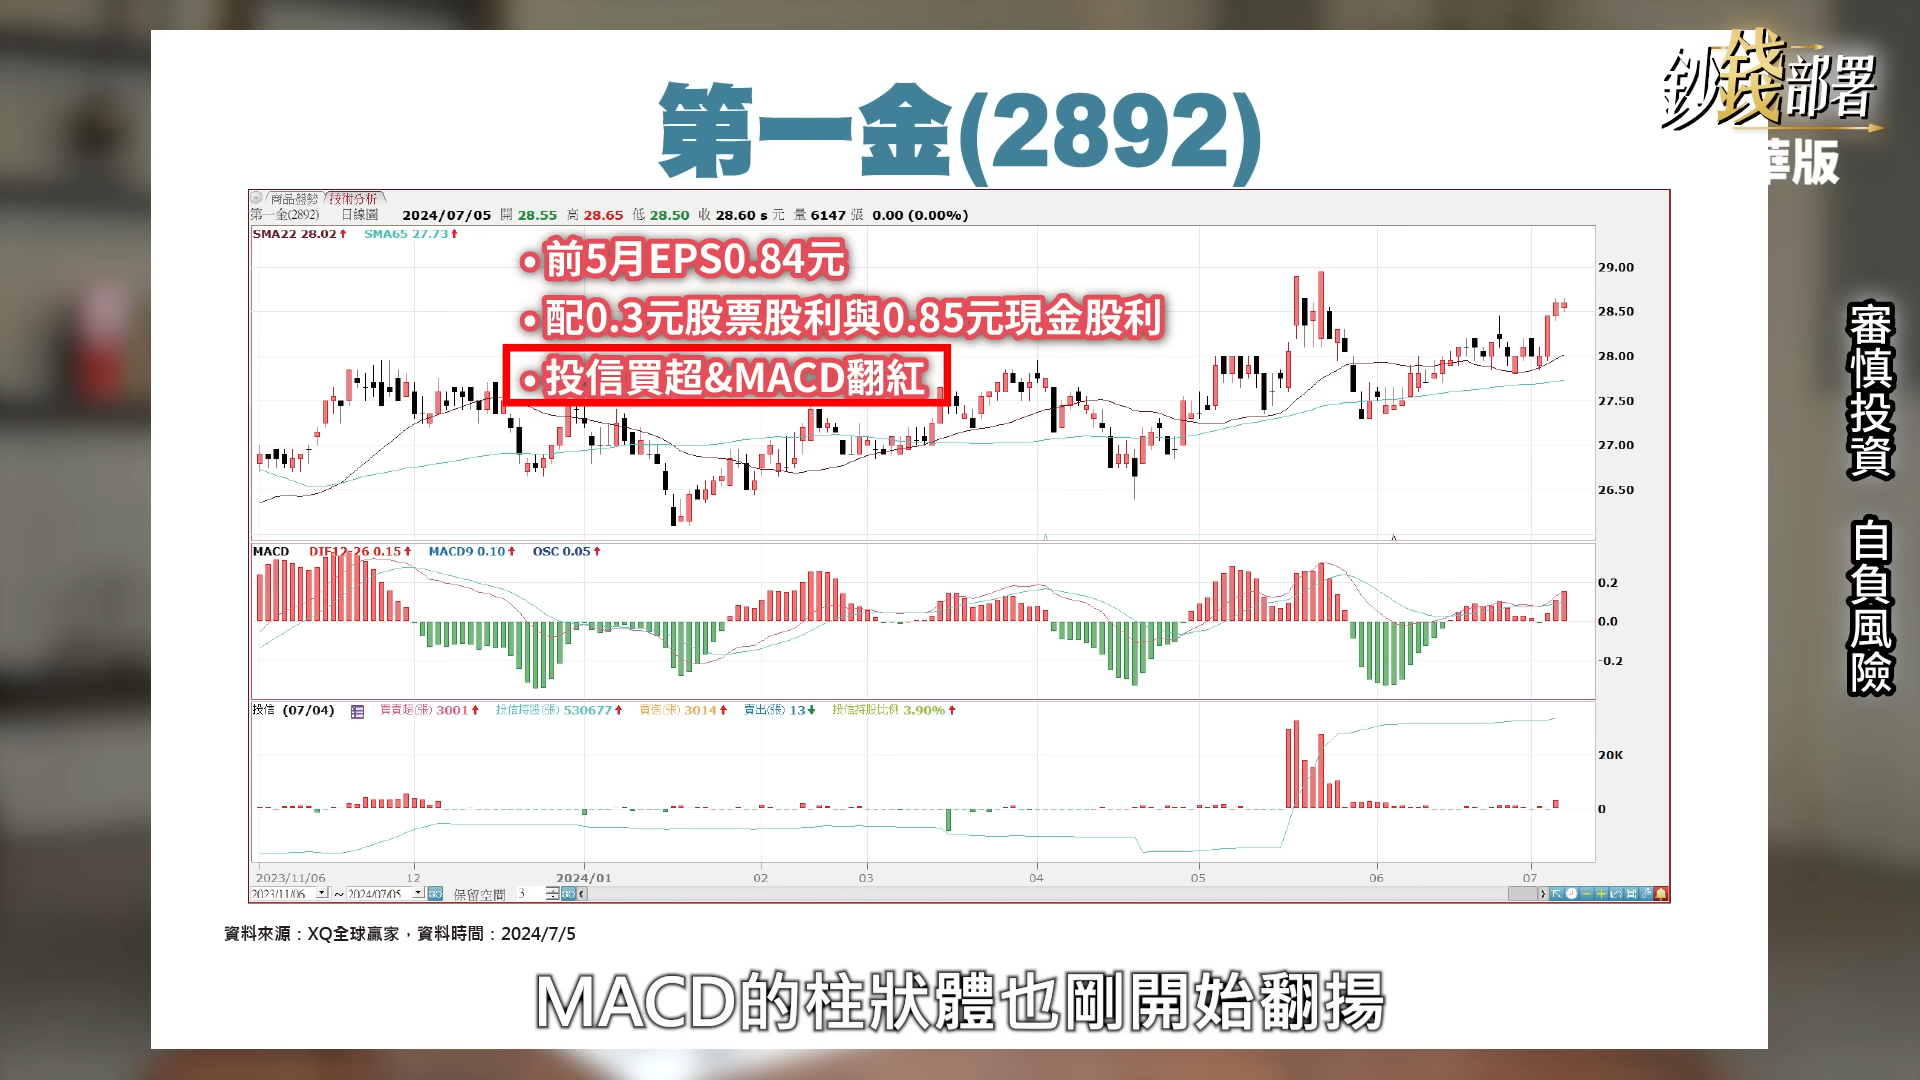 第一金(2892)
鈔錢部署
華版
商品盤勢 技術分析
第一金(2892) 日線圖 2024/07/05 開 28.55 高 28.65 低 28.50 收 28.60 s 元 量 6147 張 0.00 (0.00%)
SMA22 28.02 SMA65 27.73
•前5月EPS0.84元
•配0.3元股票股利與0.85元現金股利
•投信買超&MACD翻紅
29.00
28.50
28.00
27.50
27.00
26.50
MACD DIF12-26 0.15 MACD9 0.10 OSC 0.05
0.2
0.0
-0.2
投信 (07/04) 買賣超(張) 3001 投信持股(張) 530677 買進(張) 3014 賣出(張) 13 投信持股比例 3.90%
20K
0
2023/11/06 12 2024/01 02 03 04 05 06 07
2023/11/06 ~ 2024/07/05 GO 保留空間 3 GO
資料來源：XQ全球贏家，資料時間：2024/7/5
MACD的柱狀體也剛開始翻揚
審慎投資 自負風險